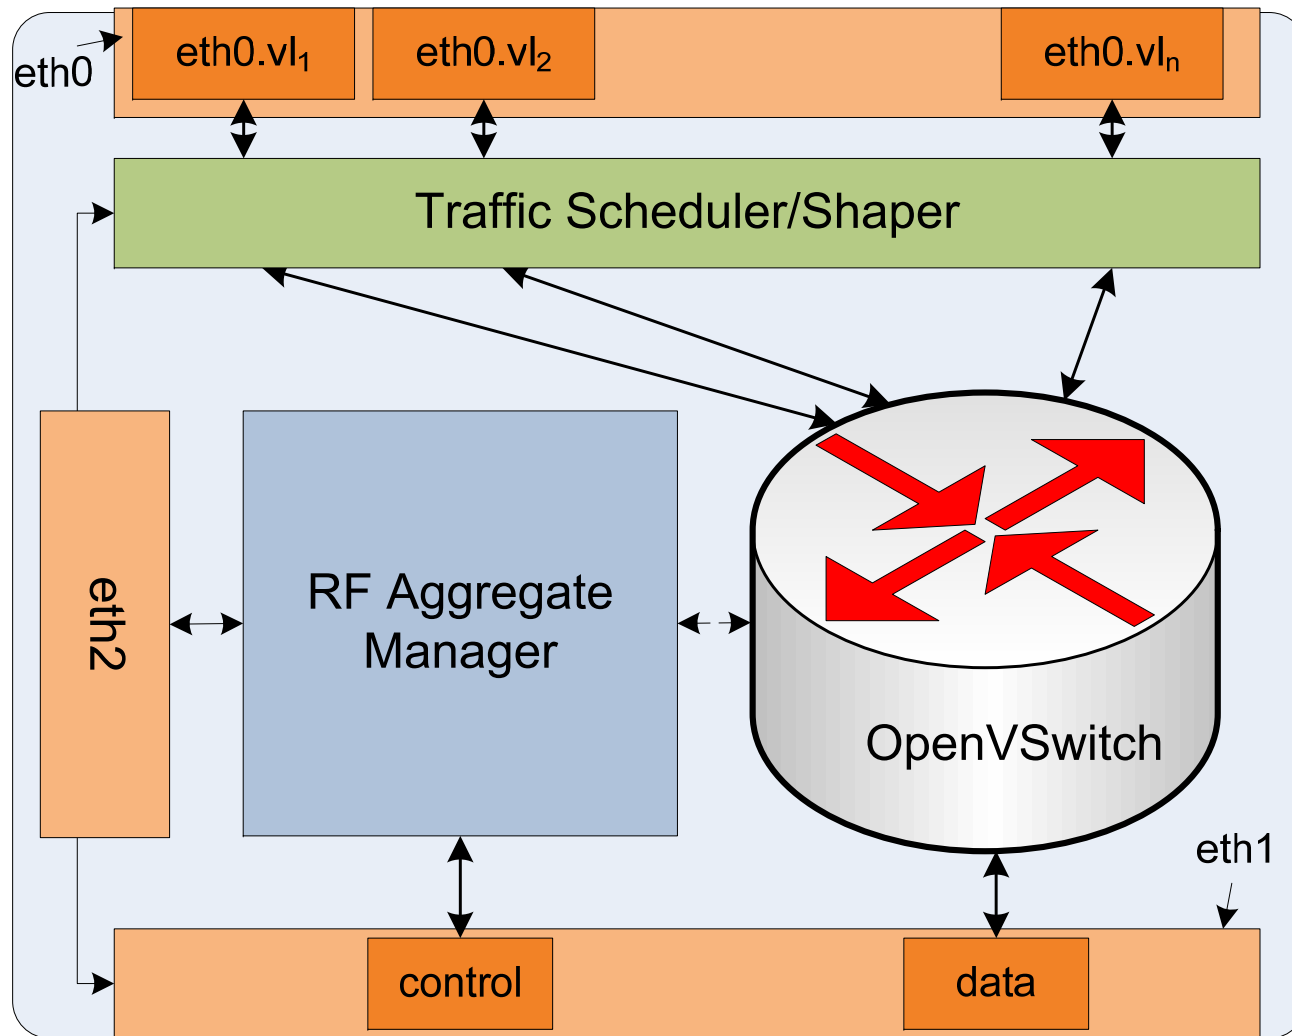 eth0.vl₁
eth0.vl₂
eth0.vlₙ
eth0
Traffic Scheduler/Shaper
eth2
RF Aggregate
Manager
OpenVSwitch
eth1
control
data